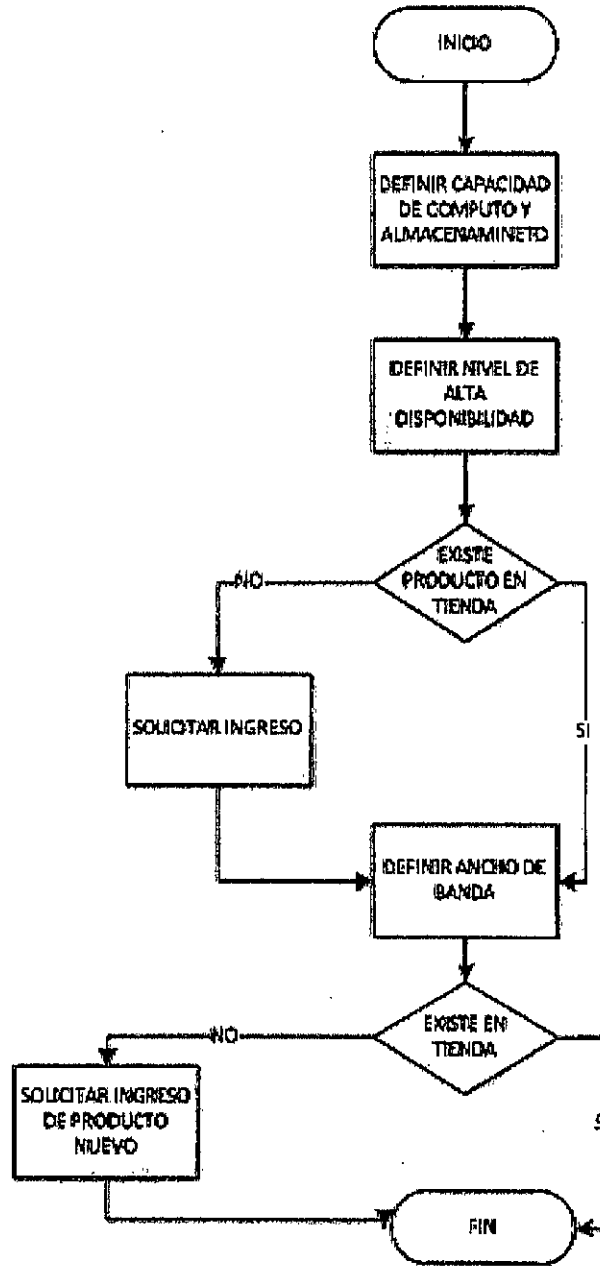 INICIO
DEFINIR CAPACIDAD
DE COMPUTO Y
ALMACENAMINETO
DEFINIR NIVEL DE
ALTA
DISPONIBILIDAD
EXISTE
PRODUCTO EN
TIENDA
NO
SOLICITAR INGRESO
SI
DEFINIR ANCHO DE
BANDA
EXISTE EN
TIENDA
NO
SOLICITAR INGRESO
DE PRODUCTO
NUEVO
S
FIN